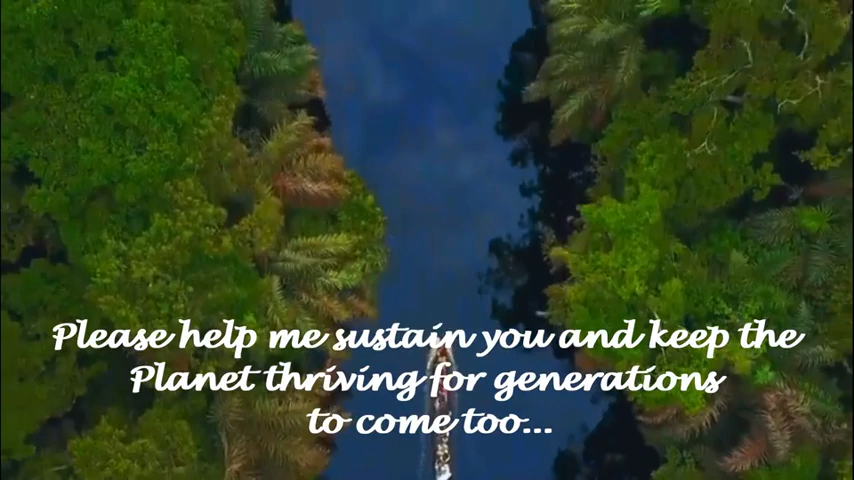 Please help me sustain you and keep the
Planet thriving for generations
to come too...